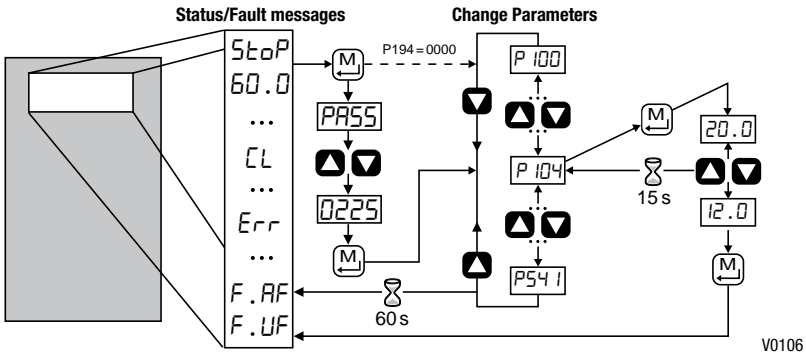 Status/Fault messages
Change Parameters
StoP
60.0
...
CL
...
Err
...
F.AF
F.UF
M
P194 = 0000
PASS
0225
M
60 s
P 100
P 104
P541
M
15 s
20.0
12.0
M
V0106